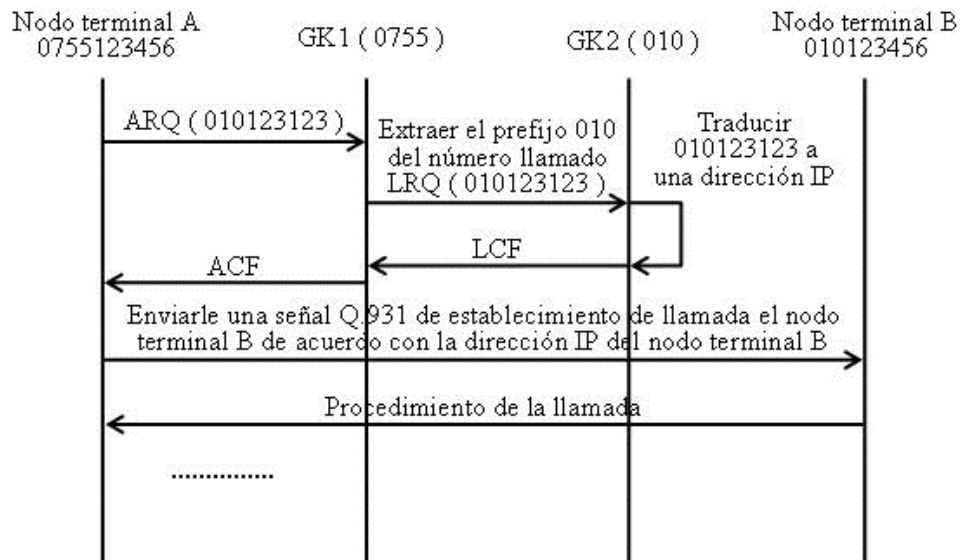 Nodo terminal A
0755123456
GK1 ( 0755 )
GK2 ( 010 )
Nodo terminal B
010123456
ARQ ( 010123123 )
Extraer el prefijo 010
del número llamado
LRQ ( 010123123 )
Traducir
010123123 a
una dirección IP
LCF
ACF
Enviarle una señal Q.931 de establecimiento de llamada el nodo
terminal B de acuerdo con la dirección IP del nodo terminal B
Procedimiento de la llamada
...............